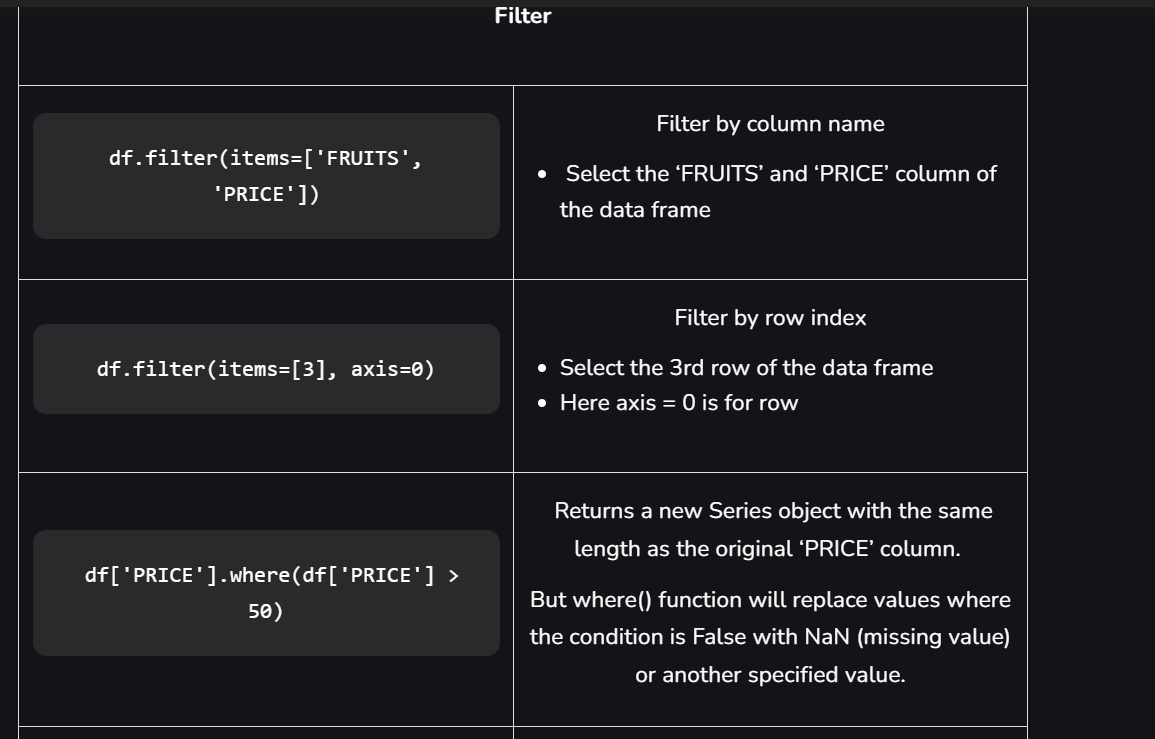 Filter
df.filter(items=['FRUITS',
'PRICE'])
Filter by column name
• Select the ‘FRUITS’ and ‘PRICE’ column of
the data frame
df.filter(items=[3], axis=0)
Filter by row index
• Select the 3rd row of the data frame
• Here axis = 0 is for row
df['PRICE'].where(df['PRICE'] >
50)
Returns a new Series object with the same
length as the original ‘PRICE’ column.
But where() function will replace values where
the condition is False with NaN (missing value)
or another specified value.